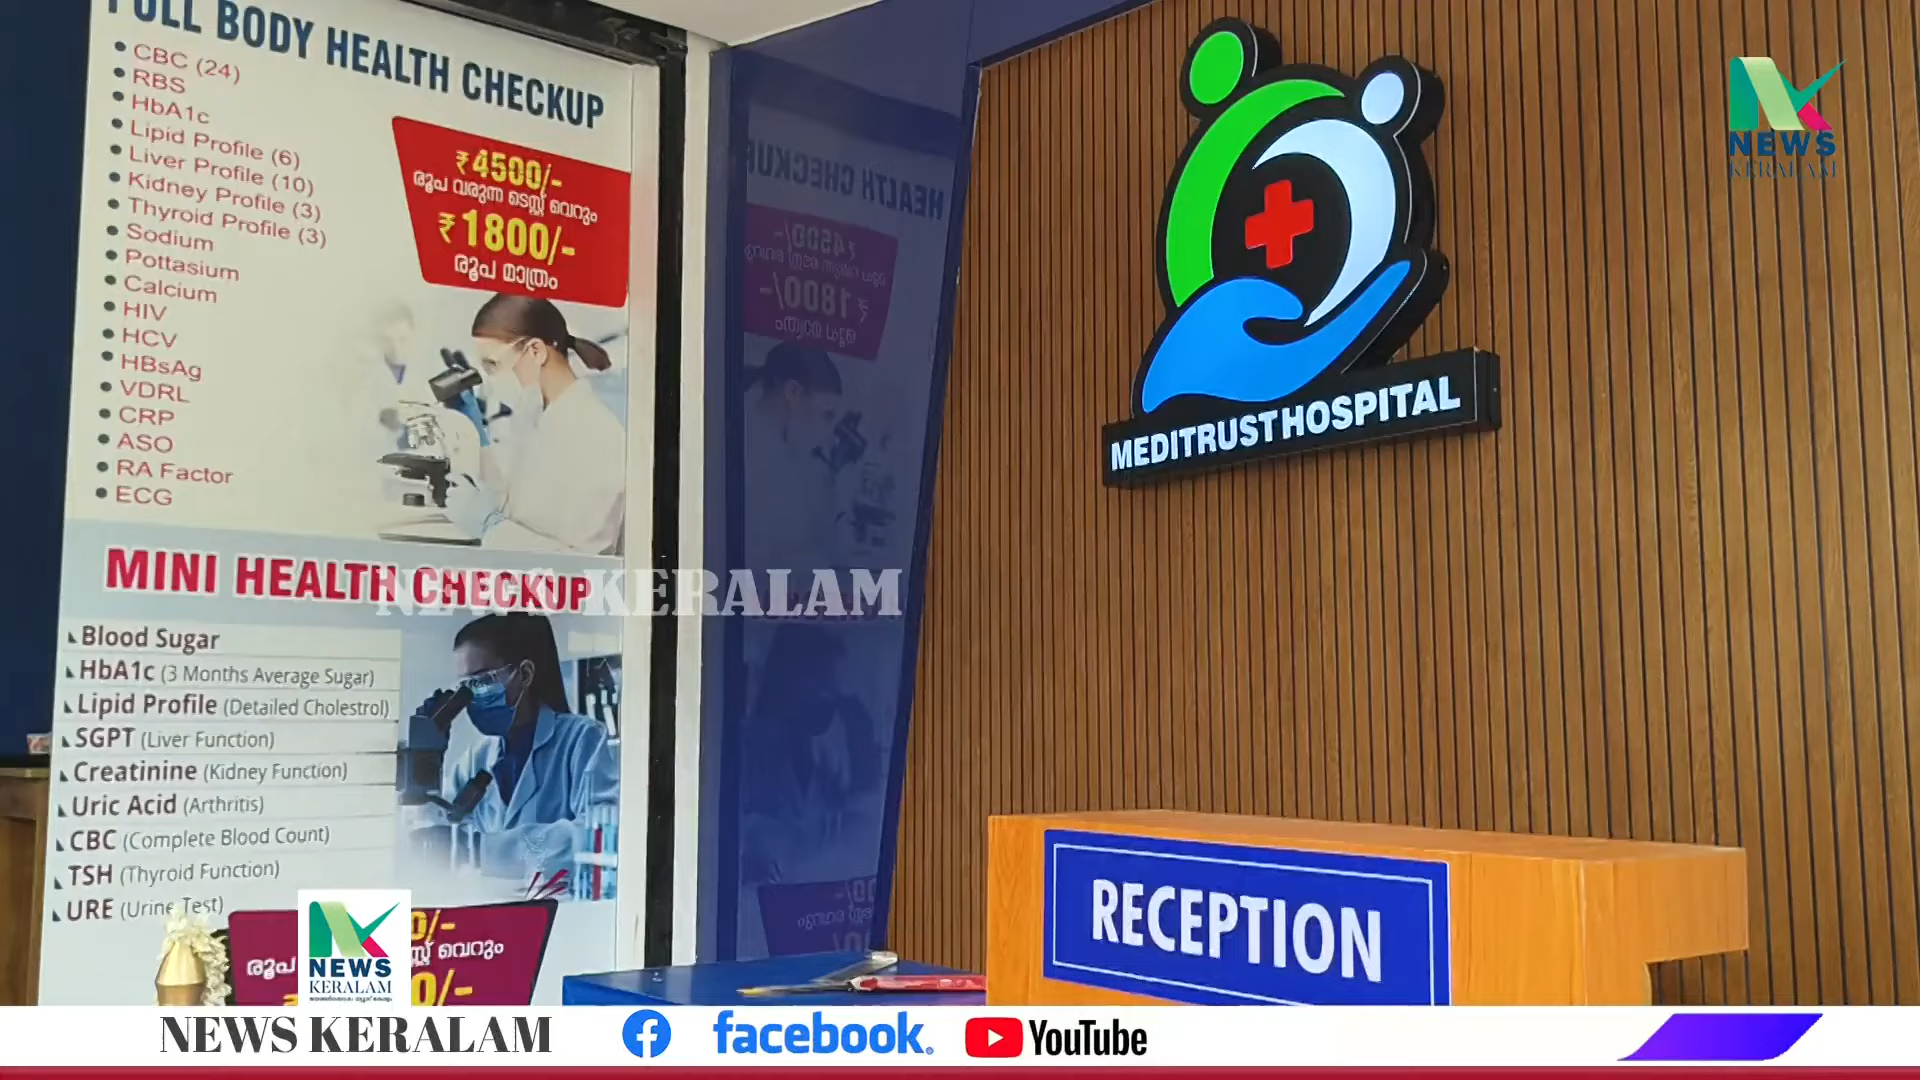 FULL BODY HEALTH CHECKUP
CBC (24)
RBS
HbA1c
Lipid Profile (6)
Liver Profile (10)
Kidney Profile (3)
Thyroid Profile (3)
Sodium
Pottasium
Calcium
HIV
HCV
HBsAg
VDRL
CRP
ASO
RA Factor
ECG
₹4500/-
രൂപ വരുന്ന ടെസ്റ്റ് വെറും
₹1800/-
രൂപ മാത്രം
MINI HEALTH CHECKUP
Blood Sugar
HbA1c (3 Months Average Sugar)
Lipid Profile (Detailed Cholestrol)
SGPT (Liver Function)
Creatinine (Kidney Function)
Uric Acid (Arthritis)
CBC (Complete Blood Count)
TSH (Thyroid Function)
URE (Urine Test)
രൂപ
വെറും
MEDITRUST HOSPITAL
RECEPTION
NEWS
KERALAM
NEWS KERALAM
NEWS
KERALAM
NEWS KERALAM
facebook.
YouTube